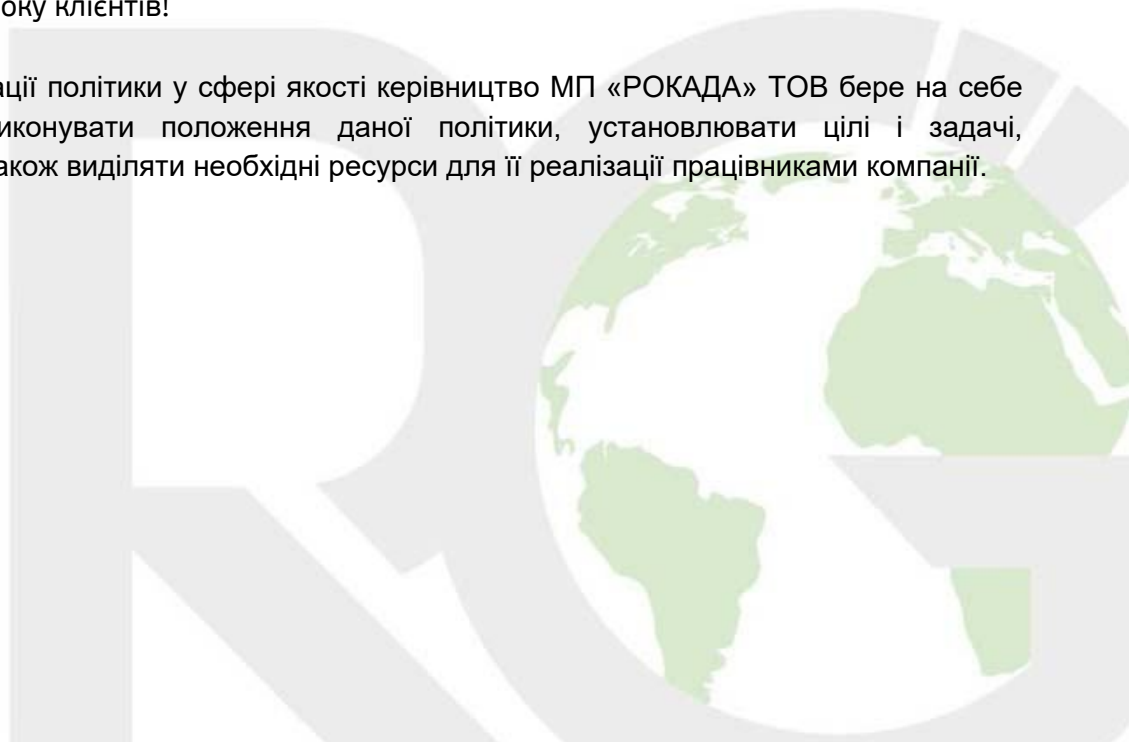 оку клієнтів!
ації політики у сфері якості керівництво МП «РОКАДА» ТОВ бере на себе
иконувати положення даної політики, установлювати цілі і задачі,
акож виділяти необхідні ресурси для її реалізації працівниками компанії.
RG